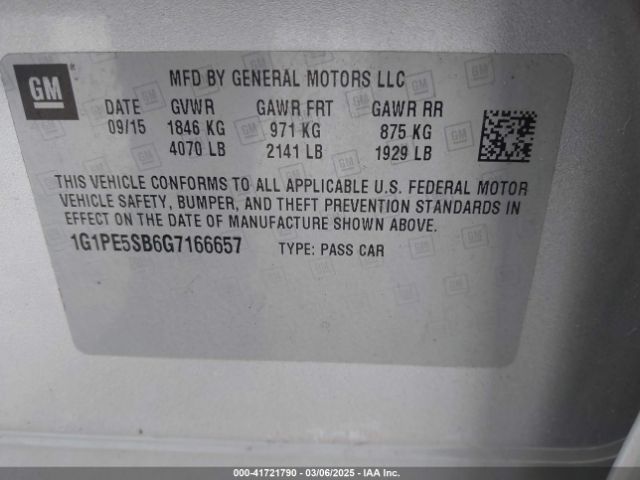 GM
MFD BY GENERAL MOTORS LLC
DATE GVWR GAWR FRT GAWR RR
09/15 1846 KG 971 KG 875 KG
4070 LB 2141 LB 1929 LB
THIS VEHICLE CONFORMS TO ALL APPLICABLE U.S. FEDERAL MOTOR
VEHICLE SAFETY, BUMPER, AND THEFT PREVENTION STANDARDS IN
EFFECT ON THE DATE OF MANUFACTURE SHOWN ABOVE.
1G1PE5SB6G7166657 TYPE: PASS CAR
000-41721790 - 03/06/2025 - IAA Inc.